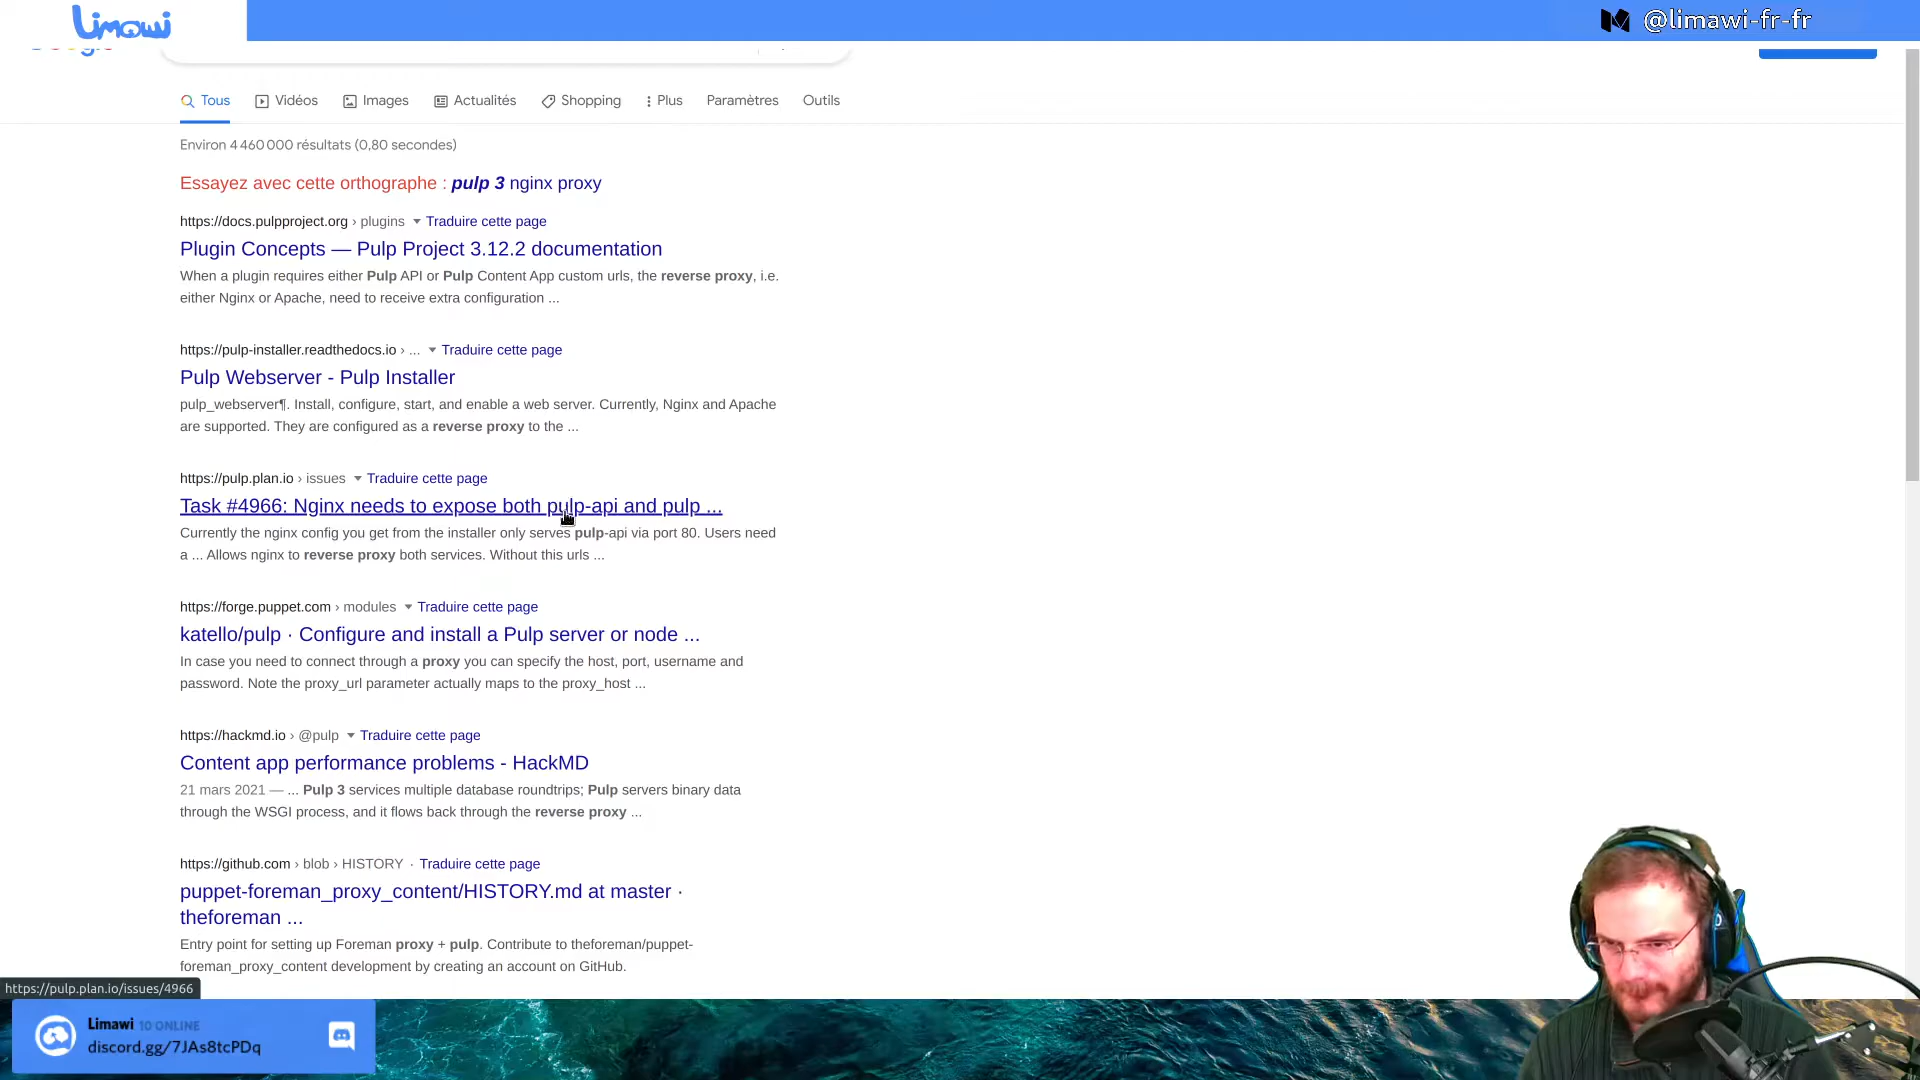 Limawi
@limawi-fr-fr
Tous
Vidéos
Images
Actualités
Shopping
Plus
Paramètres
Outils
Environ 4 460 000 résultats (0,80 secondes)
Essayez avec cette orthographe : pulp 3 nginx proxy
https://docs.pulpproject.org › plugins Traduire cette page
Plugin Concepts — Pulp Project 3.12.2 documentation
When a plugin requires either Pulp API or Pulp Content App custom urls, the reverse proxy, i.e.
either Nginx or Apache, need to receive extra configuration ...
https://pulp-installer.readthedocs.io › ... Traduire cette page
Pulp Webserver - Pulp Installer
pulp_webserver¶. Install, configure, start, and enable a web server. Currently, Nginx and Apache
are supported. They are configured as a reverse proxy to the ...
https://pulp.plan.io › issues Traduire cette page
Task #4966: Nginx needs to expose both pulp-api and pulp ...
Currently the nginx config you get from the installer only serves pulp-api via port 80. Users need
a ... Allows nginx to reverse proxy both services. Without this urls ...
https://forge.puppet.com › modules Traduire cette page
katello/pulp · Configure and install a Pulp server or node ...
In case you need to connect through a proxy you can specify the host, port, username and
password. Note the proxy_url parameter actually maps to the proxy_host ...
https://hackmd.io › @pulp Traduire cette page
Content app performance problems - HackMD
21 mars 2021 — ... Pulp 3 services multiple database roundtrips; Pulp servers binary data
through the WSGI process, and it flows back through the reverse proxy ...
https://github.com › blob › HISTORY · Traduire cette page
puppet-foreman_proxy_content/HISTORY.md at master ·
theforeman ...
Entry point for setting up Foreman proxy + pulp. Contribute to theforeman/puppet-
foreman_proxy_content development by creating an account on GitHub.
https://pulp.plan.io/issues/4966
Limawi 10 ONLINE
discord.gg/7JAs8tcPDq